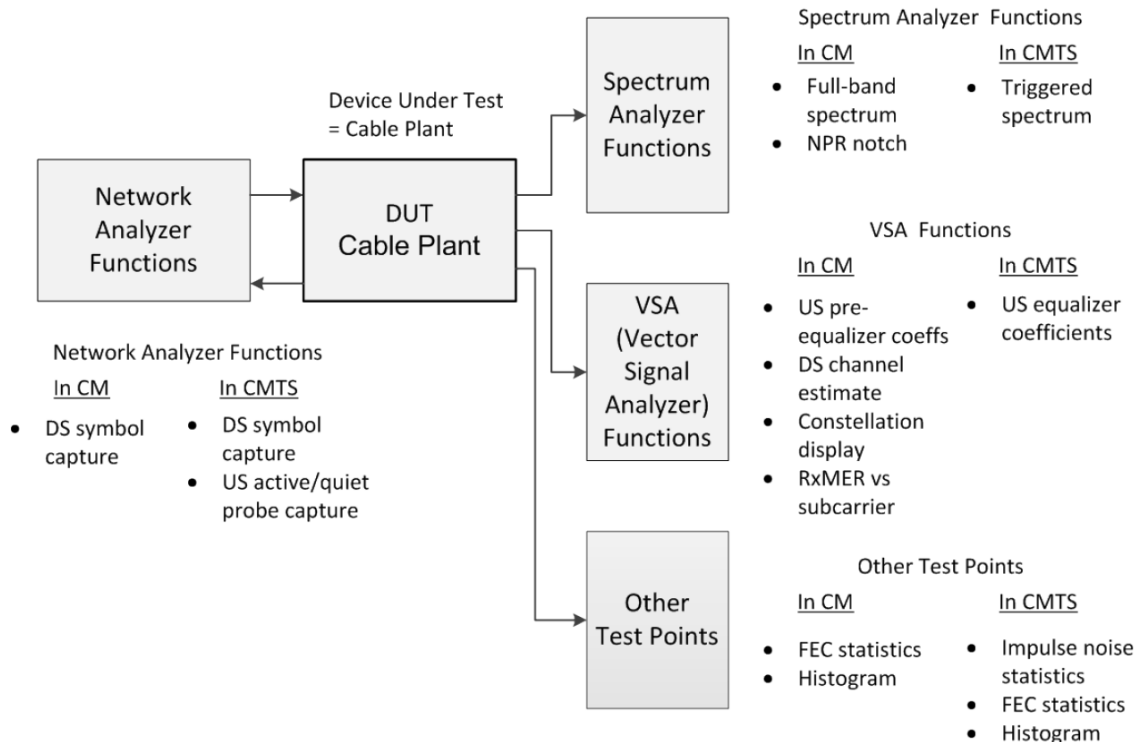 Spectrum Analyzer Functions
In CM
• Full-band
spectrum
• NPR notch
In CMTS
• Triggered
spectrum
Spectrum
Analyzer
Functions
Device Under Test
= Cable Plant
Network
Analyzer
Functions
DUT
Cable Plant
VSA Functions
In CM
• US pre-
equalizer coeffs
• DS channel
estimate
• Constellation
display
• RxMER vs
subcarrier
In CMTS
• US equalizer
coefficients
VSA
(Vector
Signal
Analyzer)
Functions
Network Analyzer Functions
In CM
• DS symbol
capture
In CMTS
• DS symbol
capture
• US active/quiet
probe capture
Other Test Points
In CM
• FEC statistics
• Histogram
In CMTS
• Impulse noise
statistics
• FEC statistics
• Histogram
Other
Test Points